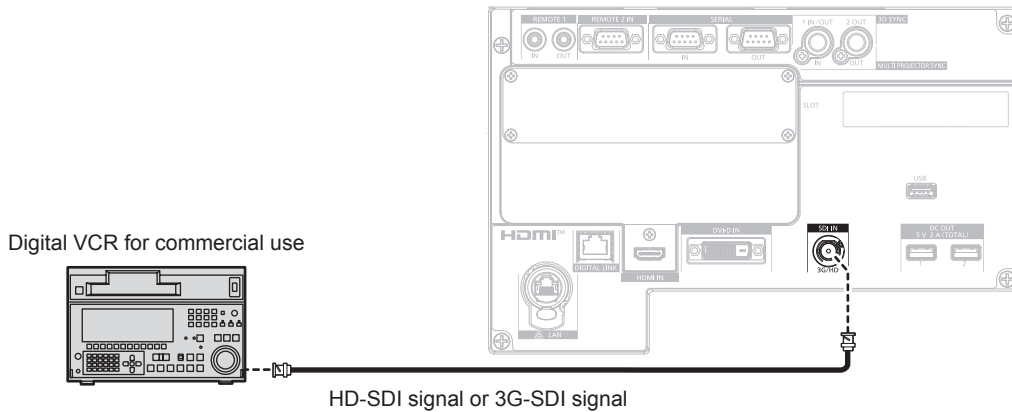 REMOTE 1 REMOTE 2 IN SERIAL 1 IN/OUT 2 OUT 3D SYNC
IN OUT IN OUT IN OUT MULTI PROJECTOR SYNC
SLOT
USB
Digital VCR for commercial use
HDMI™ DVI-D IN SDI IN DC OUT
5 V 2 A (TOTAL)
DIGITAL LINK HDMI IN 3G/HD 1 2
LAN
HD-SDI signal or 3G-SDI signal